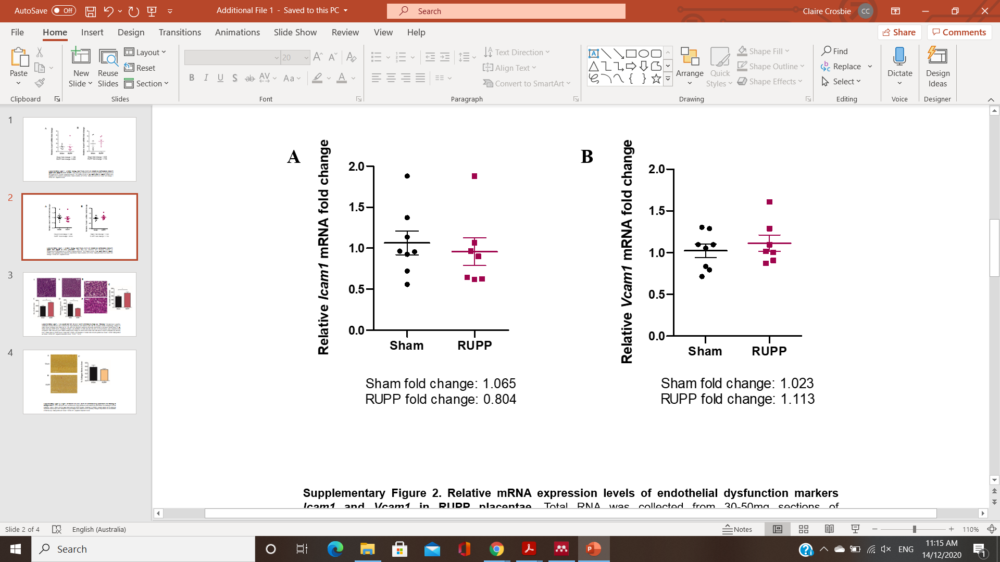 AutoSave Off
Additional File 1 - Saved to this PC
Search
Claire Crosbie CC
File Home Insert Design Transitions Animations Slide Show Review View Help
Share Comments
Paste
Clipboard
New Slide
Reuse Slides
Layout
Reset
Section
Slides
20
B I U S ab AV Aa A
Font
Text Direction
Align Text
Convert to SmartArt
Paragraph
Arrange
Quick Styles
Shape Fill
Shape Outline
Shape Effects
Drawing
Find
Replace
Select
Editing
Dictate
Voice
Design Ideas
Designer
1
2
3
4
A
Relative Icam1 mRNA fold change
2.0
1.5
1.0
0.5
0.0
Sham RUPP
Sham fold change: 1.065
RUPP fold change: 0.804
B
Relative Vcam1 mRNA fold change
2.0
1.5
1.0
0.5
0.0
Sham RUPP
Sham fold change: 1.023
RUPP fold change: 1.113
Supplementary Figure 2. Relative mRNA expression levels of endothelial dysfunction markers
Icam1 and Vcam1 in RUPP placentae. Total RNA was collected from 30-50mg sections of
Slide 2 of 4
English (Australia)
Notes
110%
Search
ENG
11:15 AM
14/12/2020
1